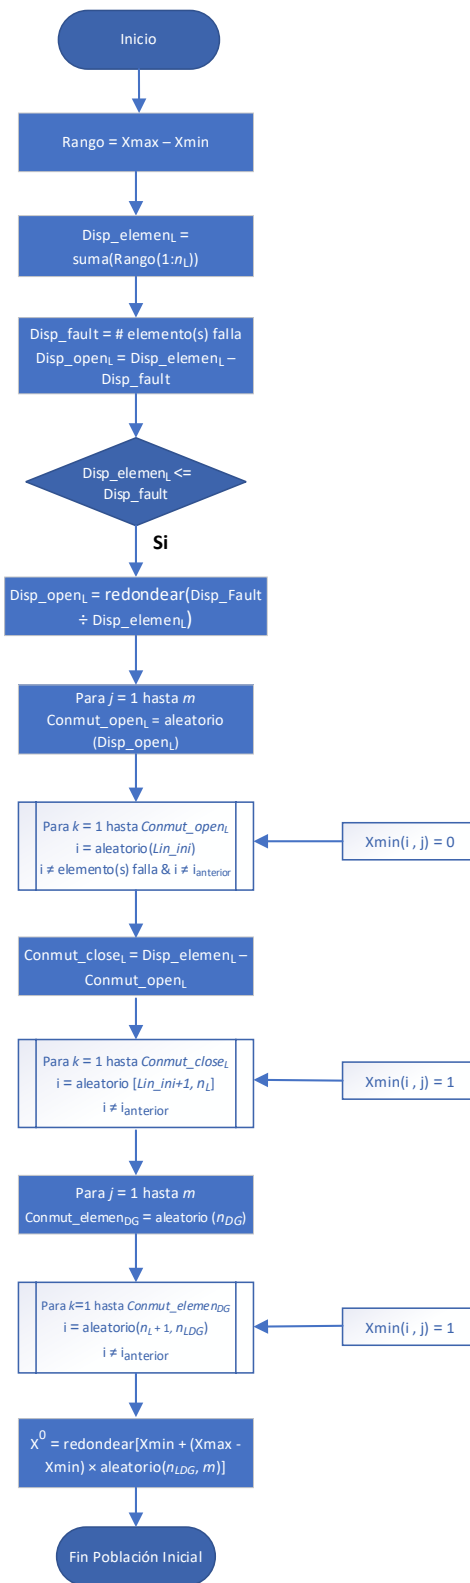 Inicio
Rango = Xmax – Xmin
Disp_elemenL =
suma(Rango(1:nL))
Disp_fault = # elemento(s) falla
Disp_openL = Disp_elemenL –
Disp_fault
Disp_elemenL <=
Disp_fault
Si
Disp_openL = redondear(Disp_Fault
÷ Disp_elemenL)
Para j = 1 hasta m
Conmut_openL = aleatorio
(Disp_openL)
Para k = 1 hasta Conmut_openL
i = aleatorio(Lin_ini)
i ≠ elemento(s) falla & i ≠ ianterior
Xmin(i , j) = 0
Conmut_closeL = Disp_elemenL –
Conmut_openL
Para k = 1 hasta Conmut_closeL
i = aleatorio [Lin_ini+1, nL]
i ≠ ianterior
Xmin(i , j) = 1
Para j = 1 hasta m
Conmut_elemenDG = aleatorio (nDG)
Para k=1 hasta Conmut_elemenDG
i = aleatorio(nL + 1, nLDG)
i ≠ ianterior
Xmin(i , j) = 1
X0 = redondear[Xmin + (Xmax -
Xmin) × aleatorio(nLDG, m)]
Fin Población Inicial